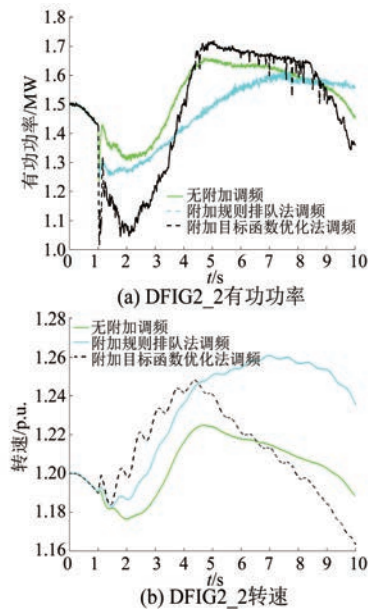 1.8
1.7
1.6
1.5
1.4
1.3
1.2
1.1
1.0
有功功率/MW
无附加调频
附加规则排队法调频
附加目标函数优化法调频
0 1 2 3 4 5 6 7 8 9 10
t/s
(a) DFIG2_2有功功率
1.28
1.26
1.24
1.22
1.20
1.18
1.16
转速/p.u.
无附加调频
附加规则排队法调频
附加目标函数优化法调频
0 1 2 3 4 5 6 7 8 9 10
t/s
(b) DFIG2_2转速